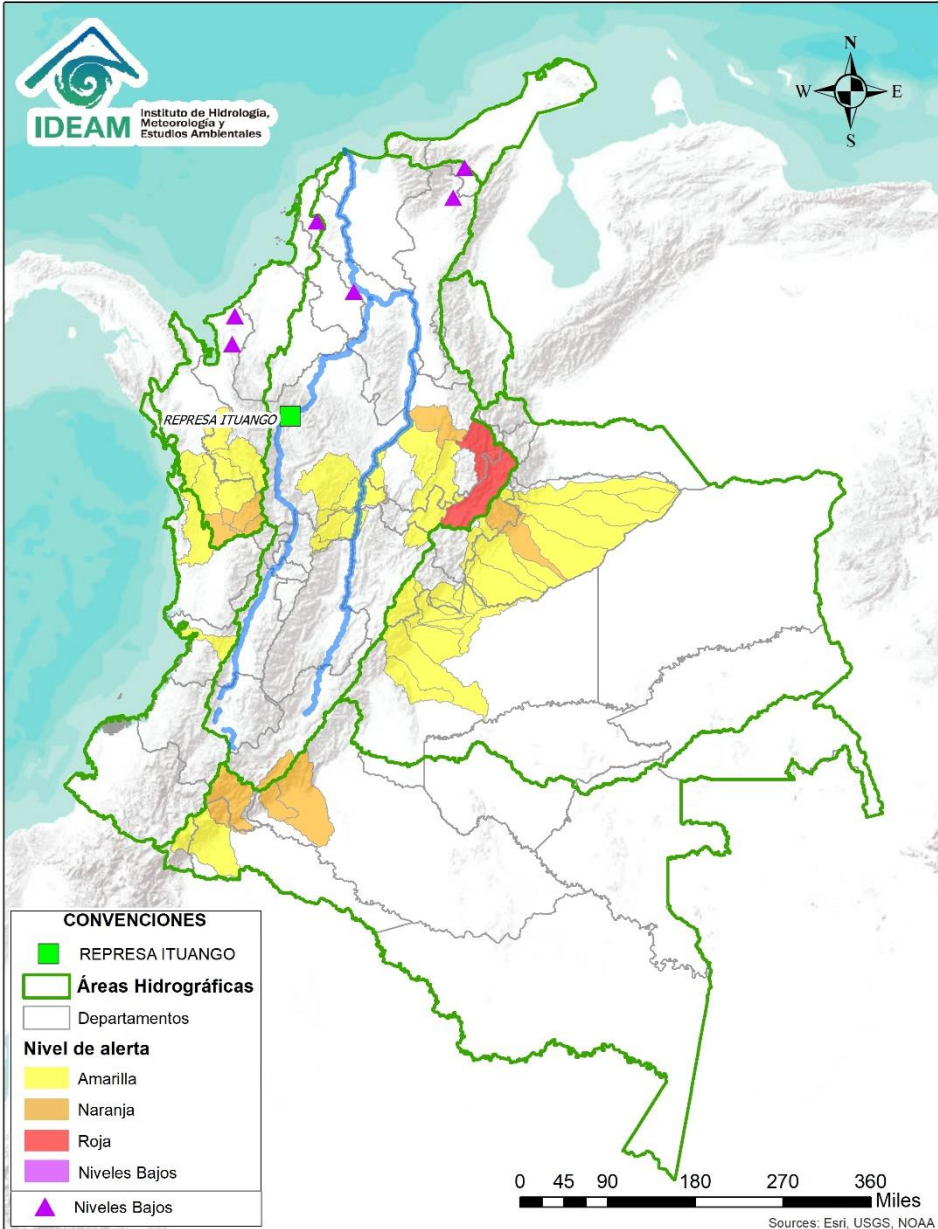 IDEAM
Instituto de Hidrología,
Meteorología y
Estudios Ambientales
N
W E
S
REPRESA ITUANGO
CONVENCIONES
REPRESA ITUANGO
Áreas Hidrográficas
Departamentos
Nivel de alerta
Amarilla
Naranja
Roja
Niveles Bajos
Niveles Bajos
0 45 90 180 270 360
Miles
Sources: Esri, USGS, NOAA